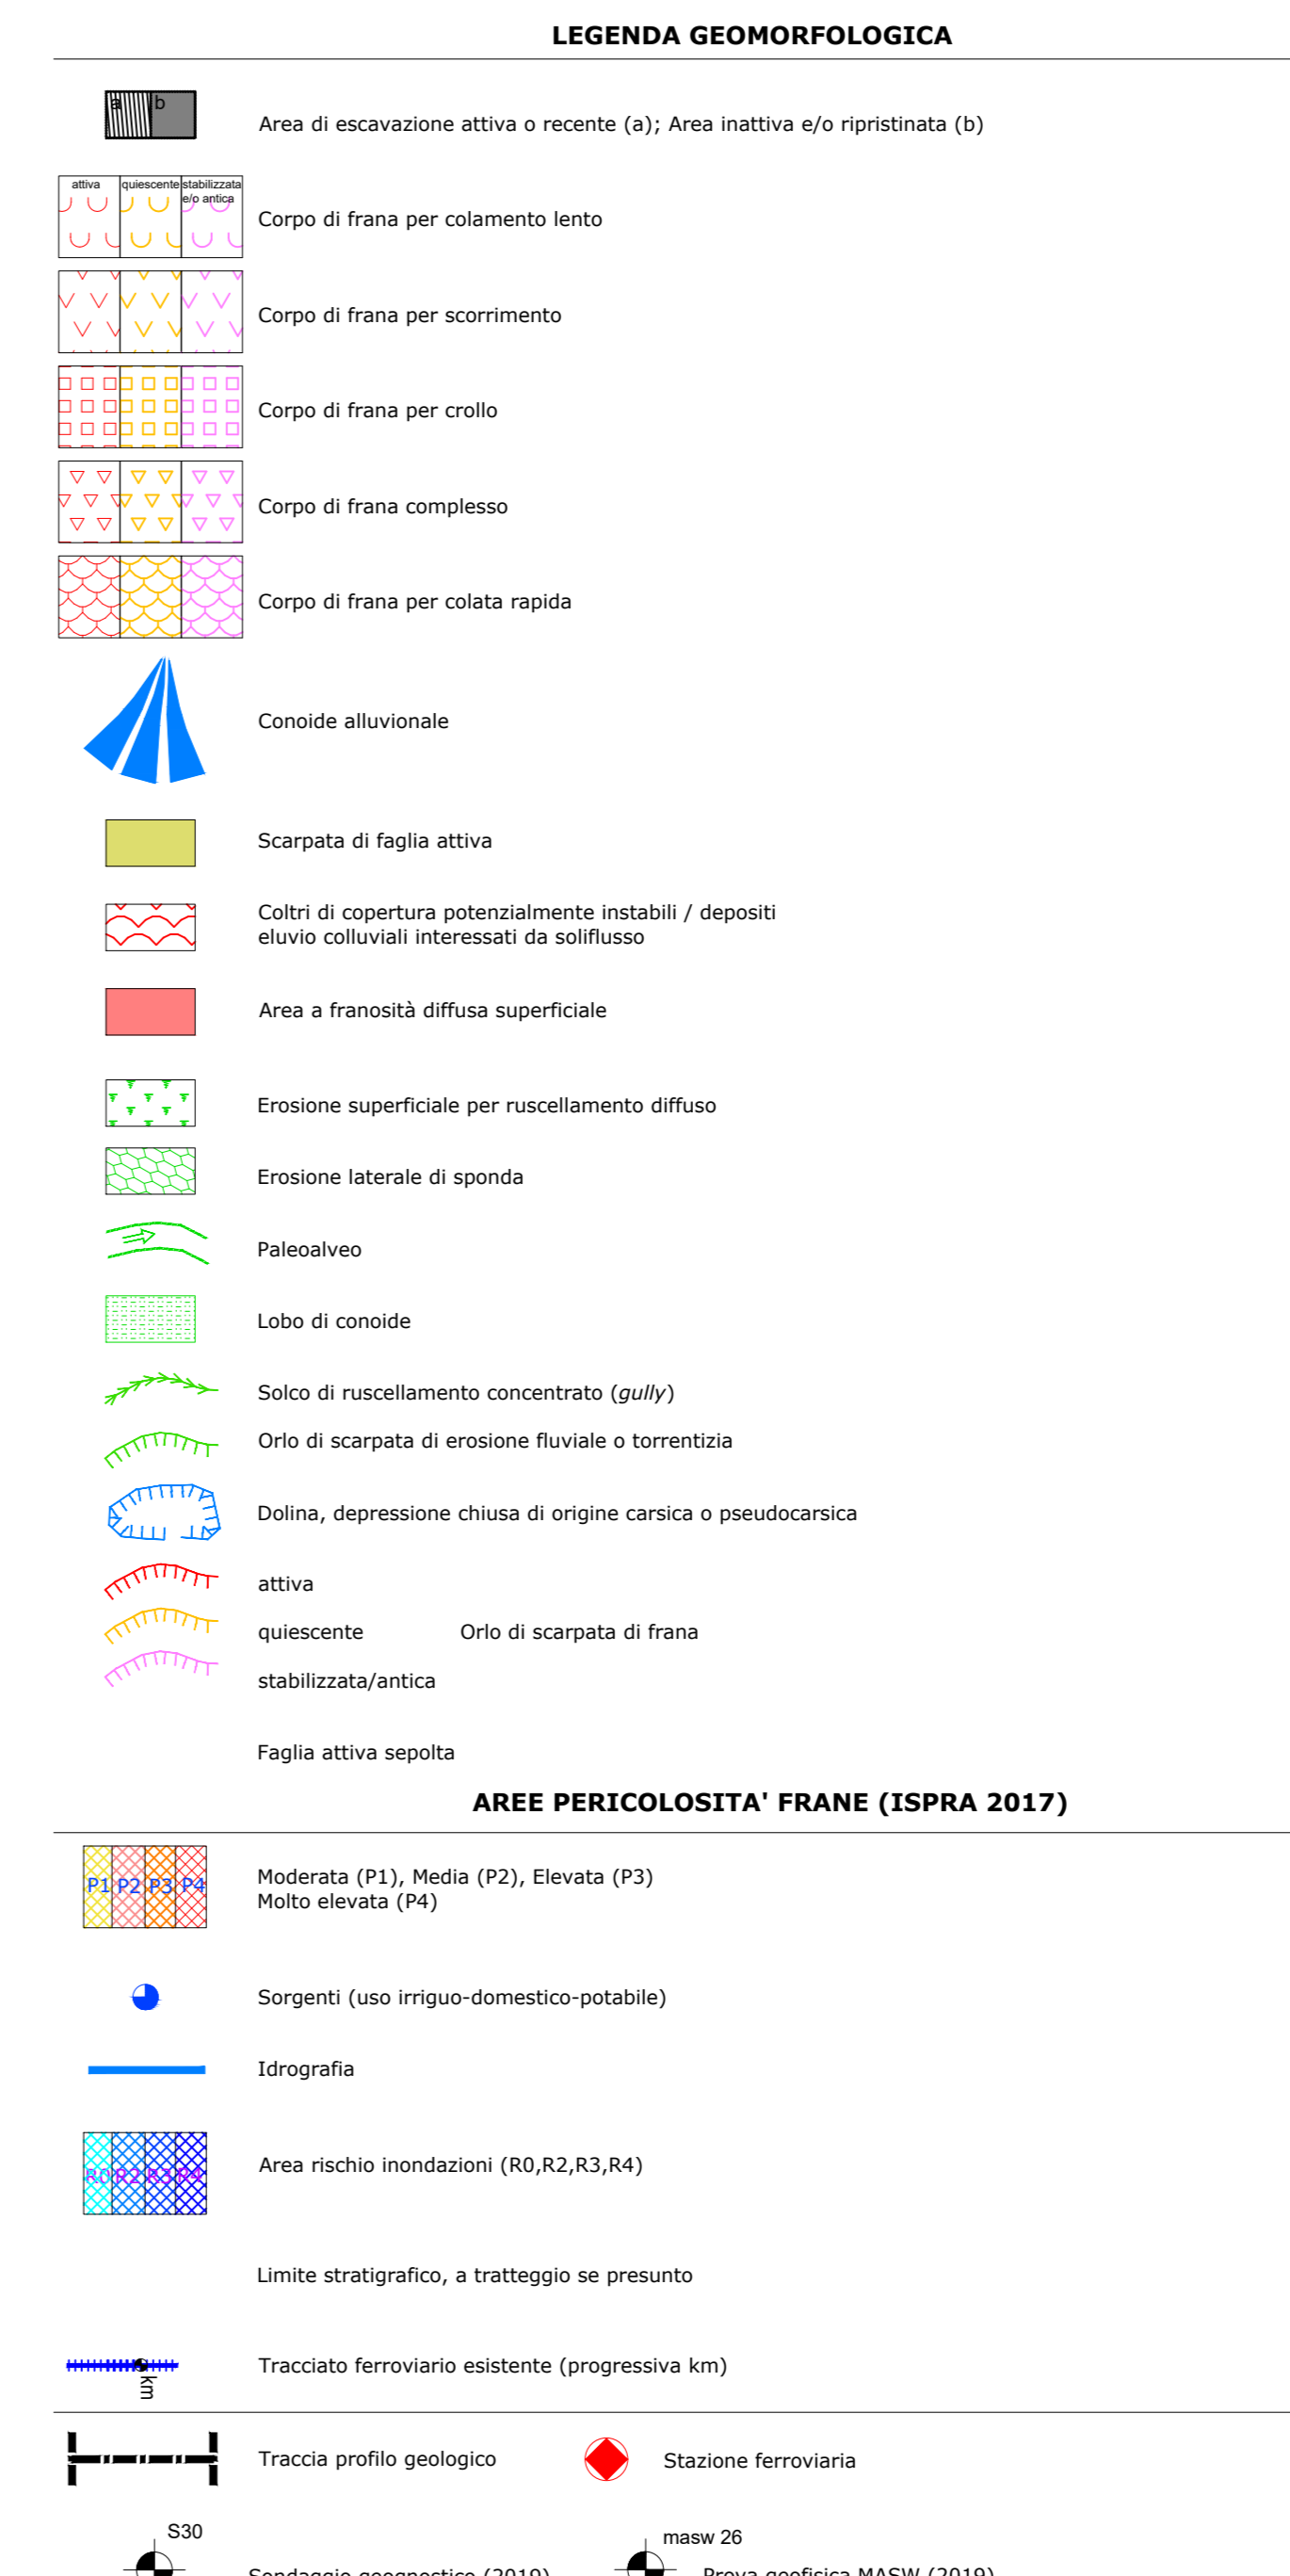 LEGENDA GEOMORFOLOGICA
a b
Area di escavazione attiva o recente (a); Area inattiva e/o ripristinata (b)
attiva quiescente stabilizzata
e/o antica
Corpo di frana per colamento lento
Corpo di frana per scorrimento
Corpo di frana per crollo
Corpo di frana complesso
Corpo di frana per colata rapida
Conoide alluvionale
Scarpata di faglia attiva
Coltri di copertura potenzialmente instabili / depositi
eluvio colluviali interessati da soliflusso
Area a franosità diffusa superficiale
Erosione superficiale per ruscellamento diffuso
Erosione laterale di sponda
Paleoalveo
Lobo di conoide
Solco di ruscellamento concentrato (gully)
Orlo di scarpata di erosione fluviale o torrentizia
Dolina, depressione chiusa di origine carsica o pseudocarsica
attiva
quiescente Orlo di scarpata di frana
stabilizzata/antica
Faglia attiva sepolta
AREE PERICOLOSITA' FRANE (ISPRA 2017)
P1 P2 P3 P4
Moderata (P1), Media (P2), Elevata (P3)
Molto elevata (P4)
Sorgenti (uso irriguo-domestico-potabile)
Idrografia
R0 R2 R3 R4
Area rischio inondazioni (R0,R2,R3,R4)
Limite stratigrafico, a tratteggio se presunto
Tracciato ferroviario esistente (progressiva km)
km
Traccia profilo geologico Stazione ferroviaria
S30 masw 26
Sondaggio geognostico (2019) Prova geofisica MASW (2019)